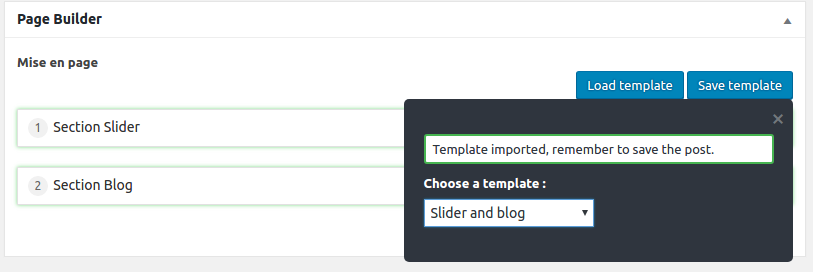 Page Builder
Mise en page
Load template
Save template
1 Section Slider
2 Section Blog
Template imported, remember to save the post.
Choose a template :
Slider and blog